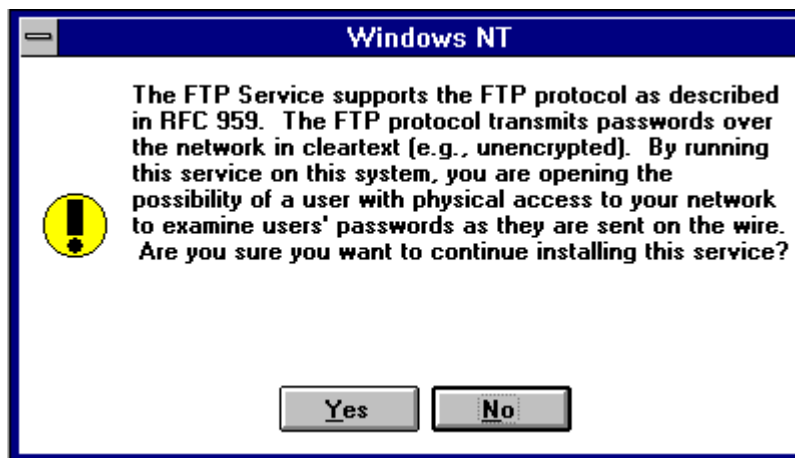 Windows NT
The FTP Service supports the FTP protocol as described
in RFC 959.  The FTP protocol transmits passwords over
the network in cleartext (e.g., unencrypted).  By running
this service on this system, you are opening the
possibility of a user with physical access to your network
to examine users' passwords as they are sent on the wire.
Are you sure you want to continue installing this service?
Yes
No